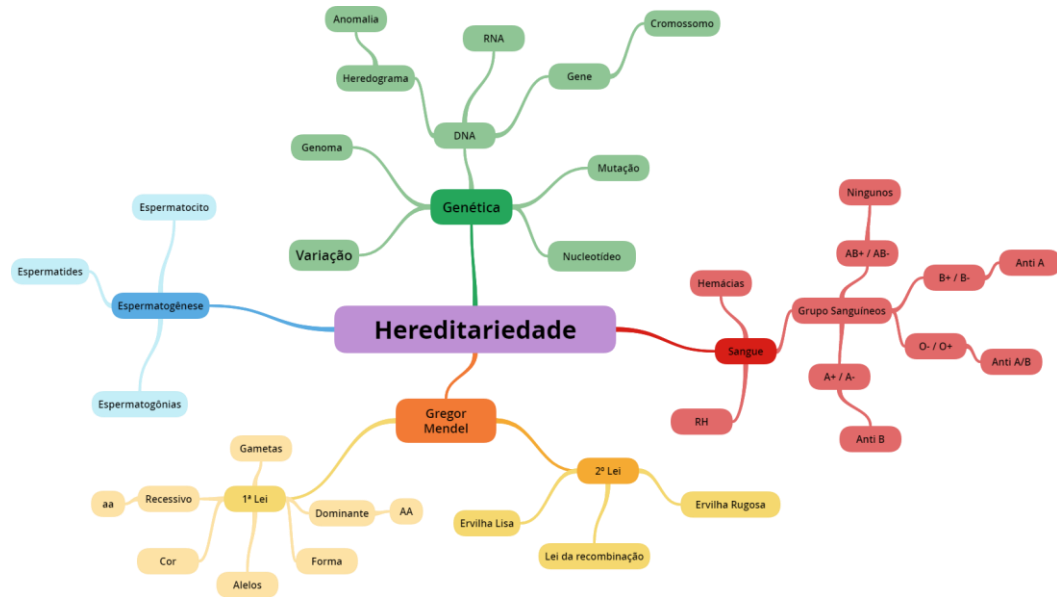 Anomalia
RNA
Cromossomo
Heredograma
Gene
DNA
Genoma
Mutação
Genética
Variação
Nucleotídeo
Espermatocito
Espermatides
Espermatogênese
Espermatogônias
Hereditariedade
Ningunos
AB+ / AB-
Anti A
B+ / B-
Hemácias
Grupo Sanguíneos
O- / O+
Sangue
Anti A/B
A+ / A-
RH
Anti B
Gregor
Mendel
Gametas
1ª Lei
Recessivo
aa
Dominante
AA
Cor
Forma
Alelos
2º Lei
Ervilha Rugosa
Ervilha Lisa
Lei da recombinação